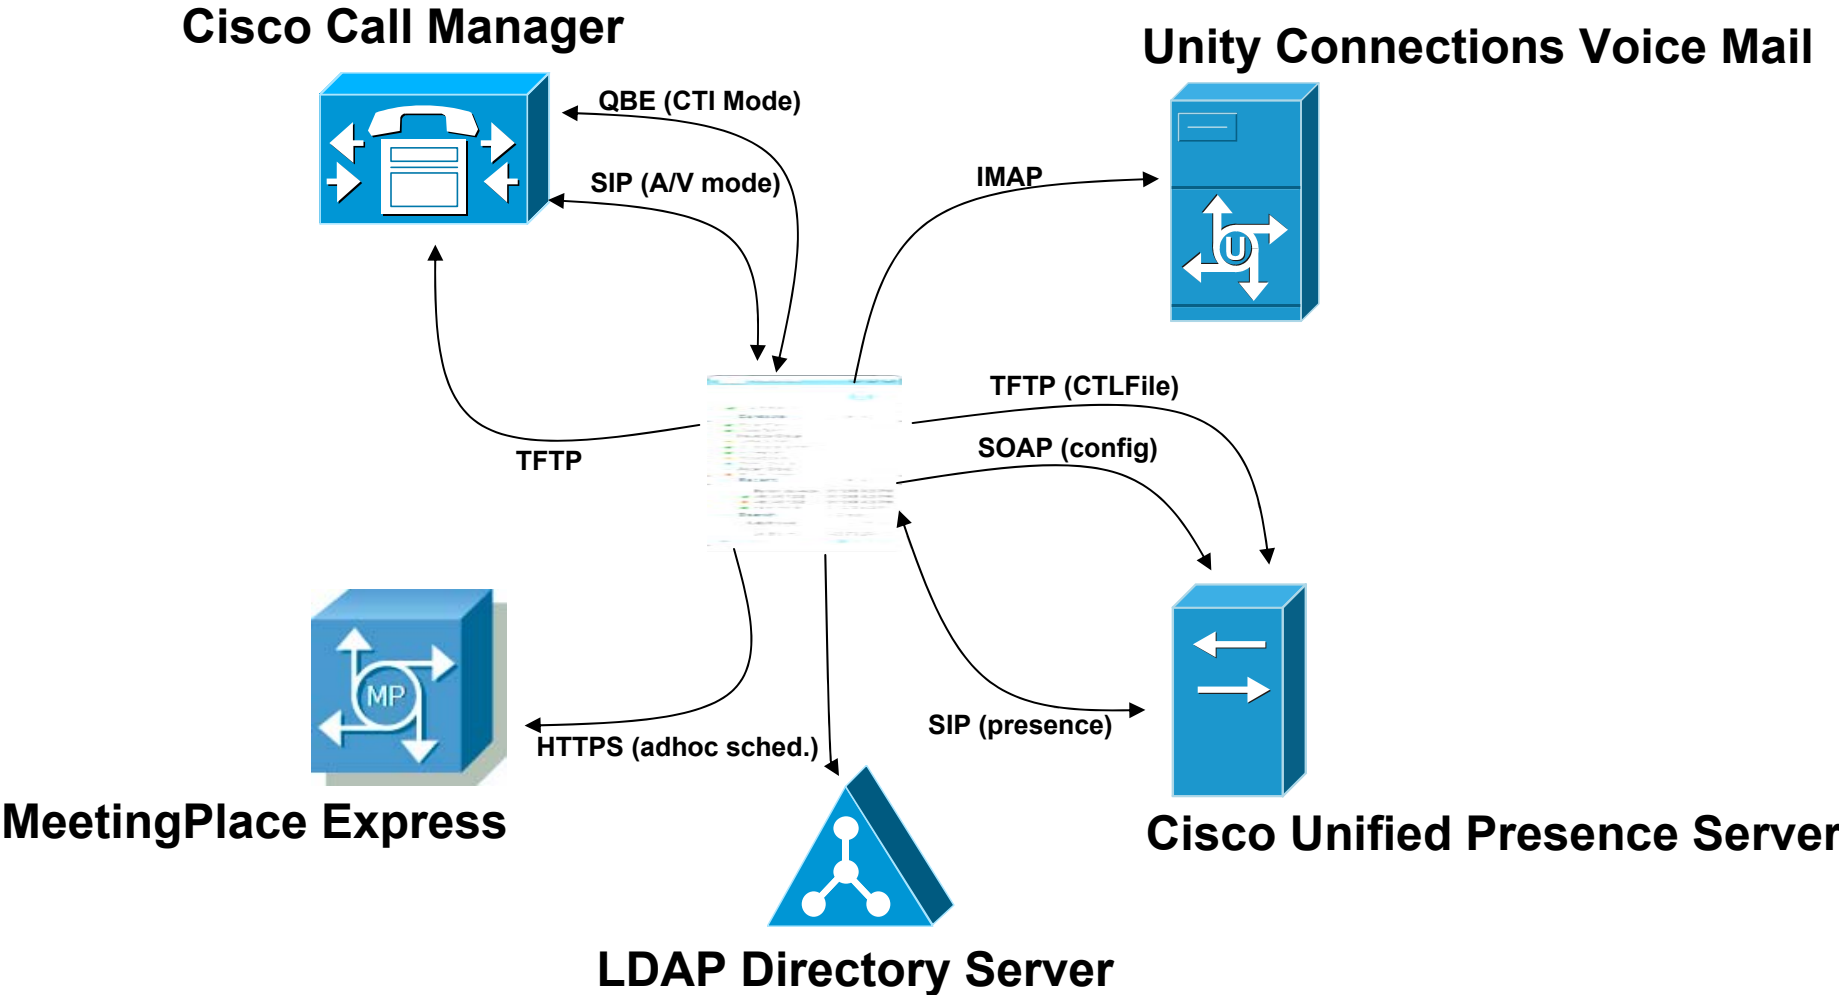 Cisco Call Manager
Unity Connections Voice Mail
QBE (CTI Mode)
SIP (A/V mode)
IMAP
U
TFTP (CTLFile)
SOAP (config)
TFTP
MP
SIP (presence)
HTTPS (adhoc sched.)
MeetingPlace Express
Cisco Unified Presence Server
LDAP Directory Server